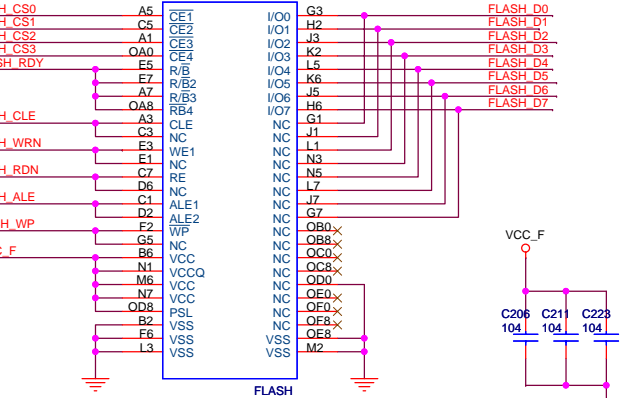 H_CS0 A5 CE1 I/O0 G3 FLASH_D0
H_CS1 C5 CE2 I/O1 H2 FLASH_D1
H_CS2 A1 CE3 I/O2 J3 FLASH_D2
H_CS3 OA0 CE4 I/O3 K2 FLASH_D3
SH_RDY E5 R/B I/O4 L5 FLASH_D4
E7 R/B2 I/O5 K6 FLASH_D5
A7 R/B3 I/O6 J5 FLASH_D6
OA8 RB4 I/O7 H6 FLASH_D7
H_CLE A3 CLE NC G1
C3 NC NC J1
H_WRN E3 WE1 NC L1
E1 NC NC N3
H_RDN C7 RE NC N5
D6 NC NC L7
H_ALE C1 ALE1 NC J7
D2 ALE2 NC G7
H_WP F2 WP NC OB0
G5 NC NC OB8
C_F B6 VCC NC OC0
N1 VCCQ NC OC8
M6 VCC NC OD0
N7 VCC NC OE0
OD8 PSL NC OF0
B2 VSS NC OF8
F6 VSS VSS OE8
L3 VSS VSS M2
FLASH
VCC_F
C206 C211 C223
104 104 104